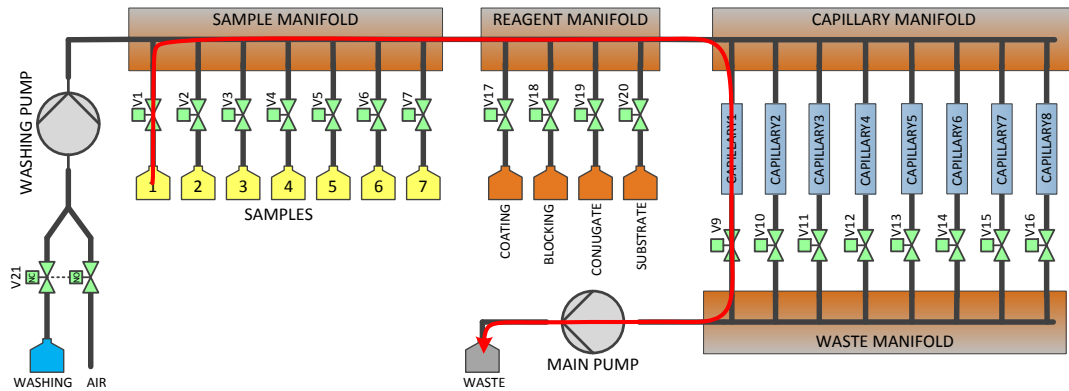 SAMPLE MANIFOLD
REAGENT MANIFOLD
CAPILLARY MANIFOLD
WASHING PUMP
V1
V2
V3
V4
V5
V6
V7
V17
V18
V19
V20
CAPILLARY1
CAPILLARY2
CAPILLARY3
CAPILLARY4
CAPILLARY5
CAPILLARY6
CAPILLARY7
CAPILLARY8
1
2
3
4
5
6
7
SAMPLES
COATING
BLOCKING
CONJUGATE
SUBSTRATE
V9
V10
V11
V12
V13
V14
V15
V16
V21
NC
NO
WASHING
AIR
WASTE
MAIN PUMP
WASTE MANIFOLD